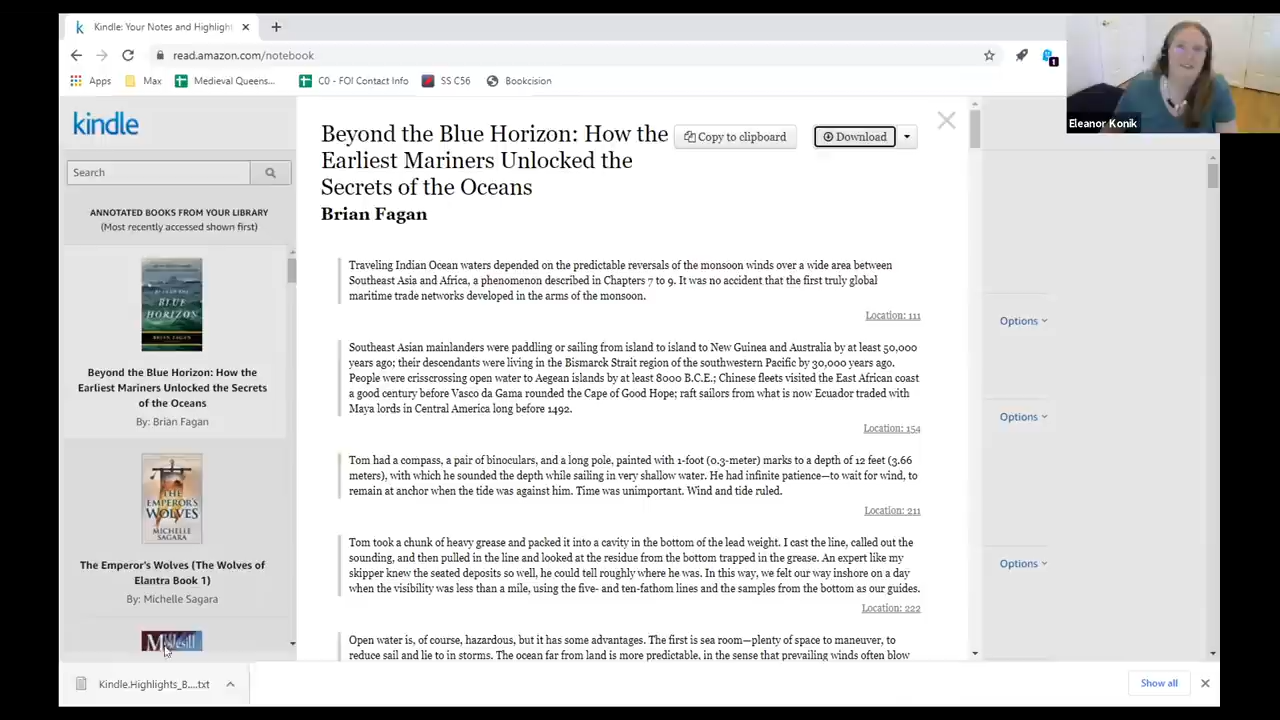 Kindle: Your Notes and Highlight
read.amazon.com/notebook
Apps
Max
Medieval Queens...
C0 - FOI Contact Info
SS C56
Bookcision
Eleanor Konik
kindle
Search
ANNOTATED BOOKS FROM YOUR LIBRARY
(Most recently accessed shown first)
BEYOND THE
BLUE
HORIZON
BRIAN FAGAN
Beyond the Blue Horizon: How the
Earliest Mariners Unlocked the Secrets
of the Oceans
By: Brian Fagan
THE
EMPEROR'S
WOLVES
MICHELLE
SAGARA
The Emperor's Wolves (The Wolves of
Elantra Book 1)
By: Michelle Sagara
Beyond the Blue Horizon: How the
Earliest Mariners Unlocked the
Secrets of the Oceans
Brian Fagan
Copy to clipboard
Download
Traveling Indian Ocean waters depended on the predictable reversals of the monsoon winds over a wide area between
Southeast Asia and Africa, a phenomenon described in Chapters 7 to 9. It was no accident that the first truly global
maritime trade networks developed in the arms of the monsoon.
Location: 111
Southeast Asian mainlanders were paddling or sailing from island to island to New Guinea and Australia by at least 50,000
years ago; their descendants were living in the Bismarck Strait region of the southwestern Pacific by 30,000 years ago.
People were crisscrossing open water to Aegean islands by at least 8000 B.C.E.; Chinese fleets visited the East African coast
a good century before Vasco da Gama rounded the Cape of Good Hope; raft sailors from what is now Ecuador traded with
Maya lords in Central America long before 1492.
Location: 154
Tom had a compass, a pair of binoculars, and a long pole, painted with 1-foot (0.3-meter) marks to a depth of 12 feet (3.66
meters), with which he sounded the depth while sailing in very shallow water. He had infinite patience—to wait for wind, to
remain at anchor when the tide was against him. Time was unimportant. Wind and tide ruled.
Location: 211
Tom took a chunk of heavy grease and packed it into a cavity in the bottom of the lead weight. I cast the line, called out the
sounding, and then pulled in the line and looked at the residue from the bottom trapped in the grease. An expert like my
skipper knew the seated deposits so well, he could tell roughly where he was. In this way, we felt our way inshore on a day
when the visibility was less than a mile, using the five- and ten-fathom lines and the samples from the bottom as our guides.
Location: 222
Open water is, of course, hazardous, but it has some advantages. The first is sea room—plenty of space to maneuver, to
reduce sail and lie to in storms. The ocean far from land is more predictable, in the sense that prevailing winds often blow
Options
Options
Options
Kindle.Highlights_B....txt
Show all